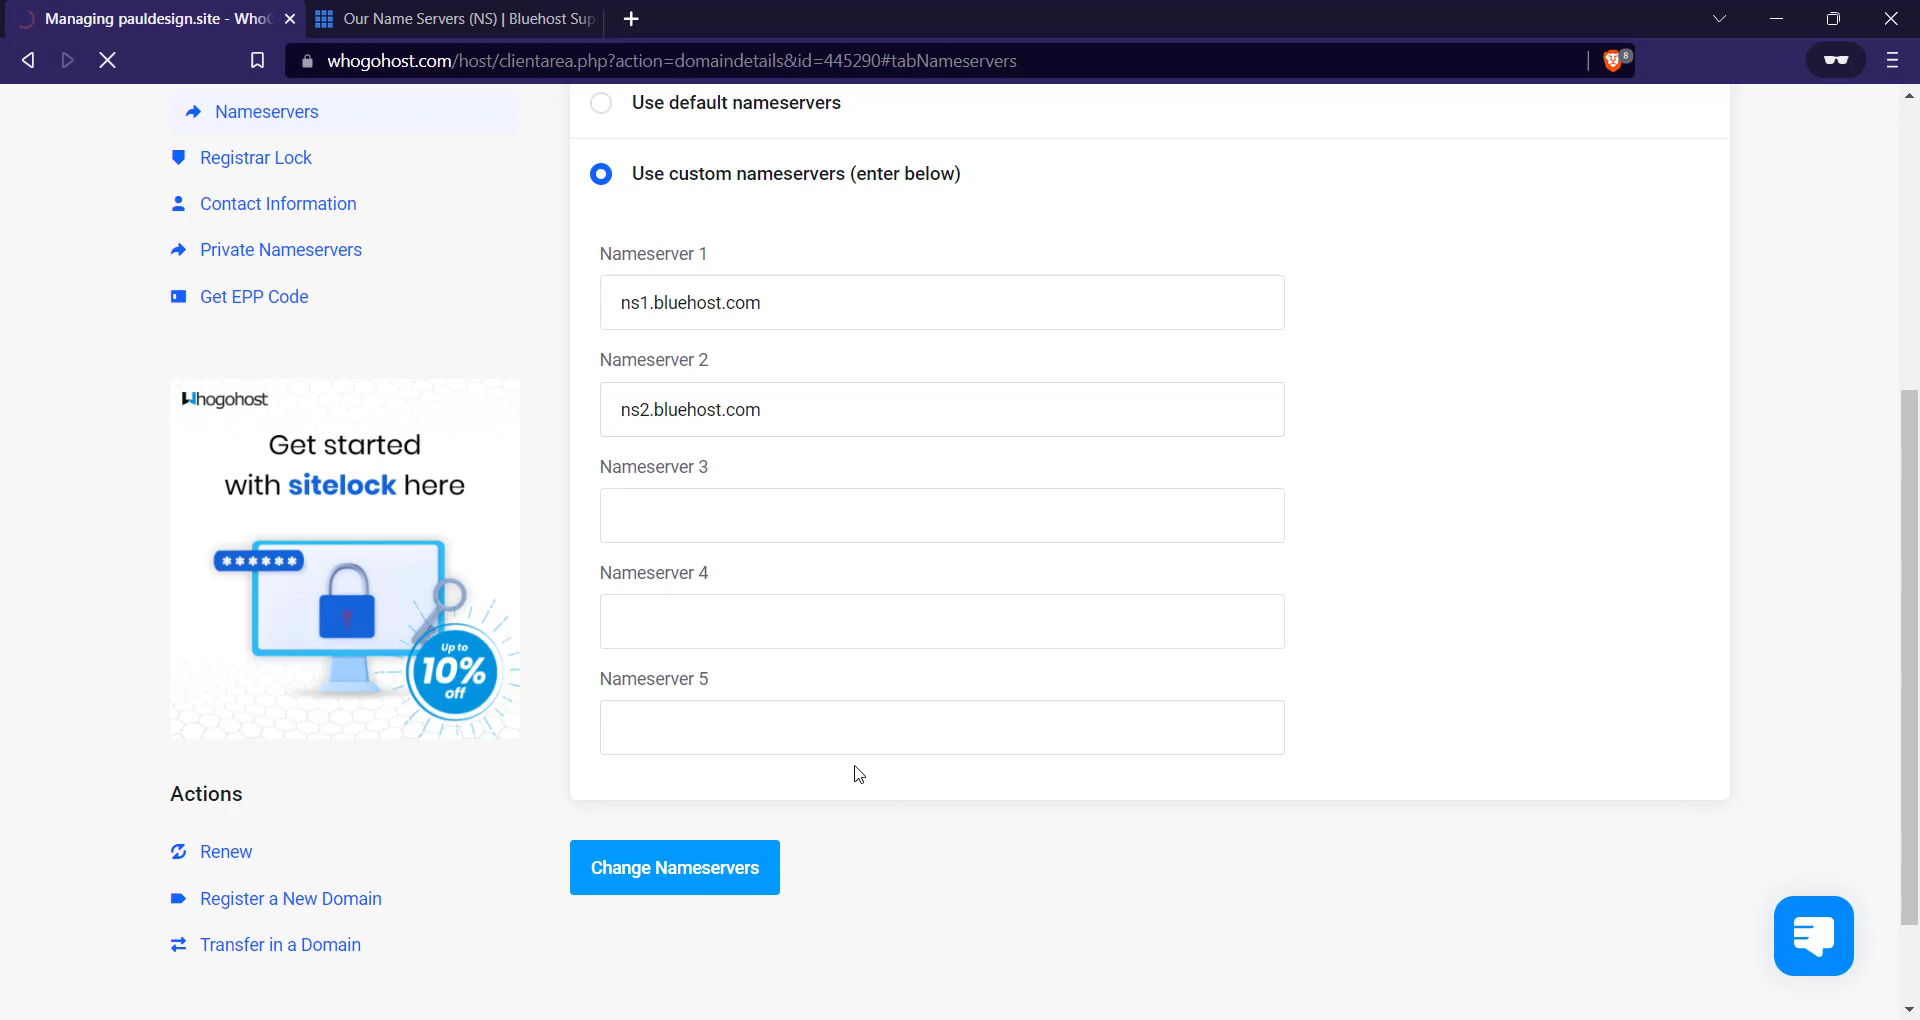 Managing pauldesign.site - WhoG
Our Name Servers (NS) | Bluehost Sup
whogohost.com/host/clientarea.php?action=domaindetails&id=445290#tabNameservers
8
Nameservers
Registrar Lock
Contact Information
Private Nameservers
Get EPP Code
Whogohost
Get started
with sitelock here
******
Up to
10%
off
Actions
Renew
Register a New Domain
Transfer in a Domain
Use default nameservers
Use custom nameservers (enter below)
Nameserver 1
ns1.bluehost.com
Nameserver 2
ns2.bluehost.com
Nameserver 3
Nameserver 4
Nameserver 5
Change Nameservers